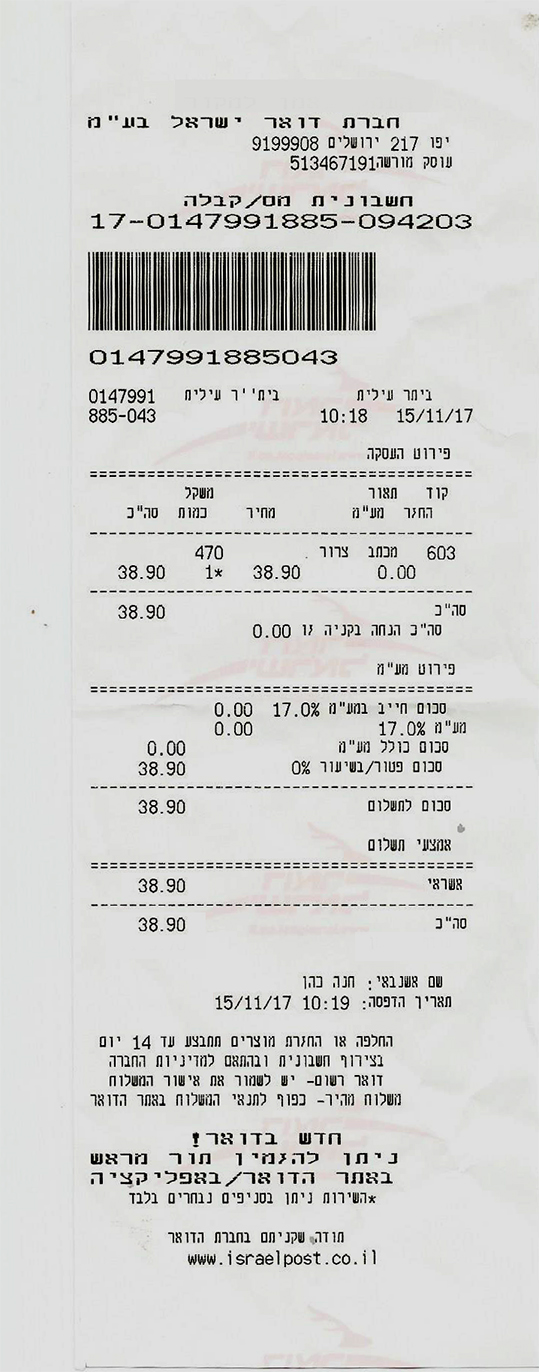 חברת דואר ישראל בע"מ
יפו 217 ירושלים 9199908
עוסק מורשה513467191
חשבונית מס/קבלה
17-0147991885-094203
0147991885043
ביתר עילית בית''ר עילית 0147991
15/11/17 10:18 885-043
פירוט העסקה
קוד תאור משקל
החזר מע"מ מחיר כמות סה"כ
603 מכתב צרור . 470
0.00 38.90 *1 38.90
סה"כ 38.90
סה"כ הנחה בקניה זו 0.00
פירוט מע"מ
סכום חייב במע"מ 17.0% 0.00
מע"מ 17.0% 0.00
סכום כולל מע"מ 0.00
סכום פטור/בשיעור 0% 38.90
סכום לתשלום 38.90
אמצעי תשלום
אשראי 38.90
סה"כ 38.90
שם אשנבאי: חנה כהן
תאריך הדפסה: 10:19 15/11/17
החלפה או החזרת מוצרים תתבצע עד 14 יום
בצירוף חשבונית ובהתאם למדיניות החברה
דואר רשום- יש לשמור את אישור המשלוח
משלוח מהיר- כפוף לתנאי המשלוח באתר הדואר
חדש בדואר!
ניתן להזמין תור מראש
באתר הדואר/באפליקציה
*השירות ניתן בסניפים נבחרים בלבד
תודה שקניתם בחברת הדואר
www.israelpost.co.il